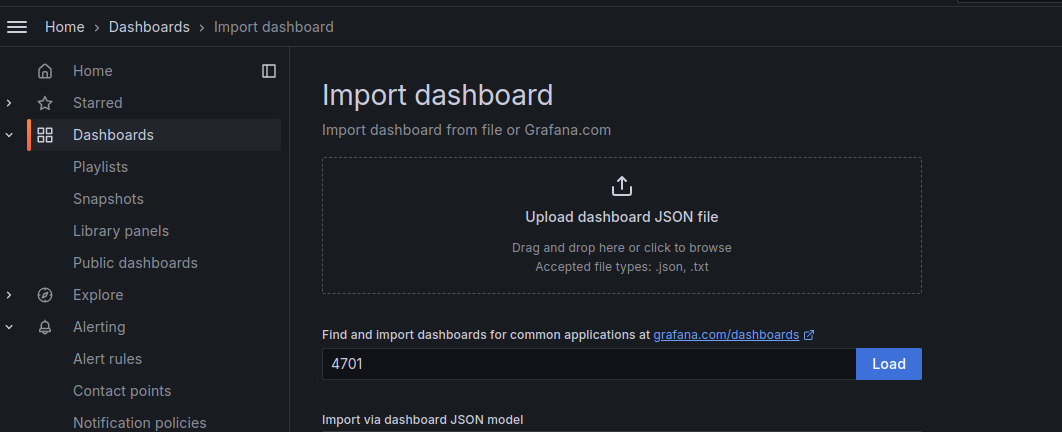 Home › Dashboards › Import dashboard
Home
Starred
Dashboards
Playlists
Snapshots
Library panels
Public dashboards
Explore
Alerting
Alert rules
Contact points
Notification policies
Import dashboard
Import dashboard from file or Grafana.com
Upload dashboard JSON file
Drag and drop here or click to browse
Accepted file types: .json, .txt
Find and import dashboards for common applications at grafana.com/dashboards
4701
Load
Import via dashboard JSON model